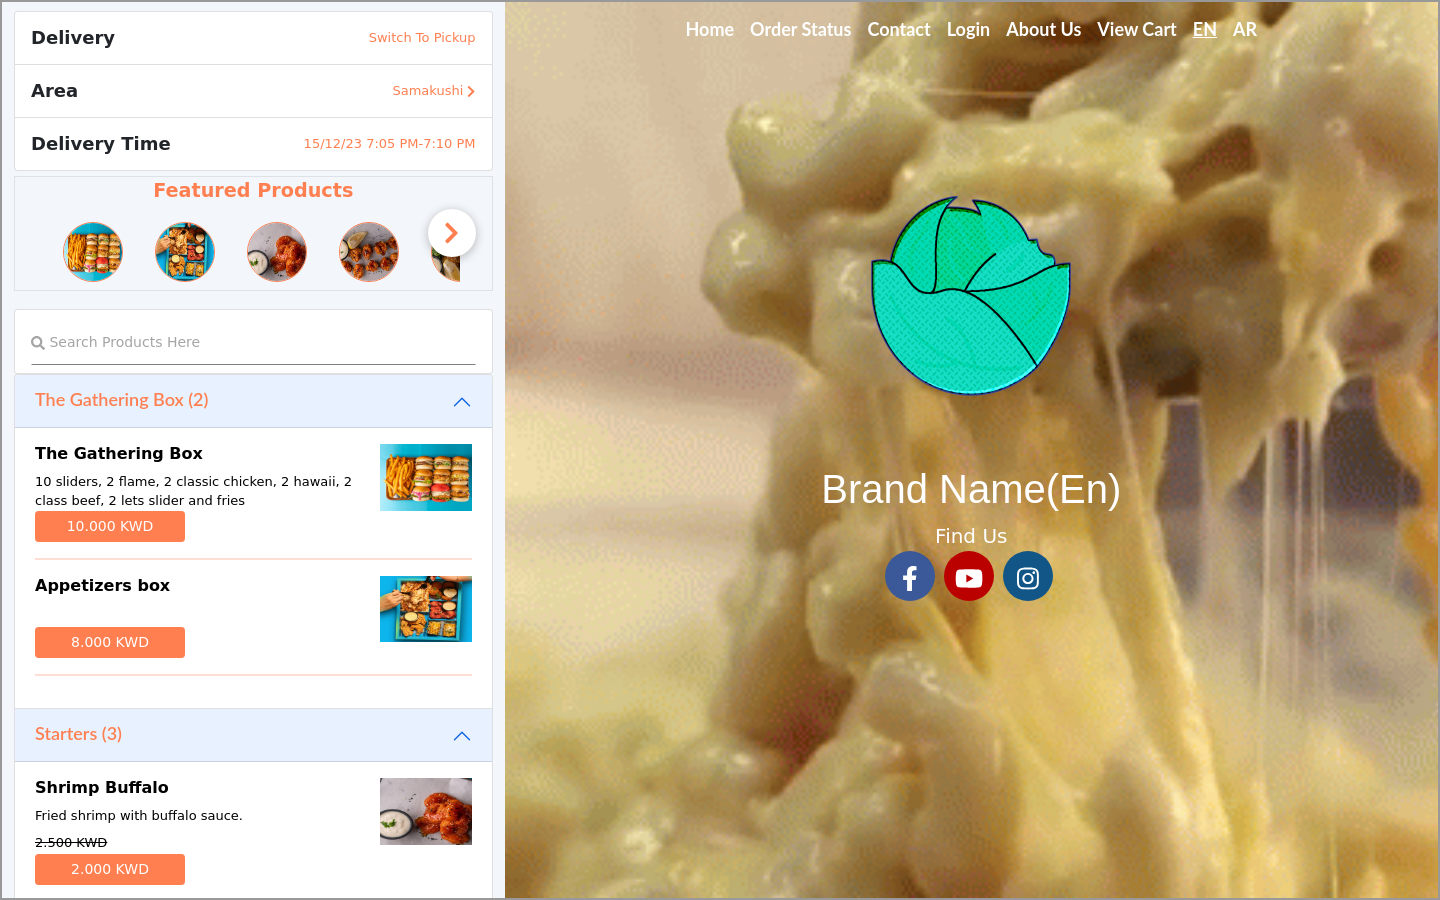 Delivery
Switch To Pickup
Area
Samakushi
Delivery Time
15/12/23 7:05 PM-7:10 PM
Featured Products
Search Products Here
The Gathering Box (2)
The Gathering Box
10 sliders, 2 flame, 2 classic chicken, 2 hawaii, 2
class beef, 2 lets slider and fries
10.000 KWD
Appetizers box
8.000 KWD
Starters (3)
Shrimp Buffalo
Fried shrimp with buffalo sauce.
2.500 KWD
2.000 KWD
Home Order Status Contact Login About Us View Cart EN AR
Brand Name(En)
Find Us